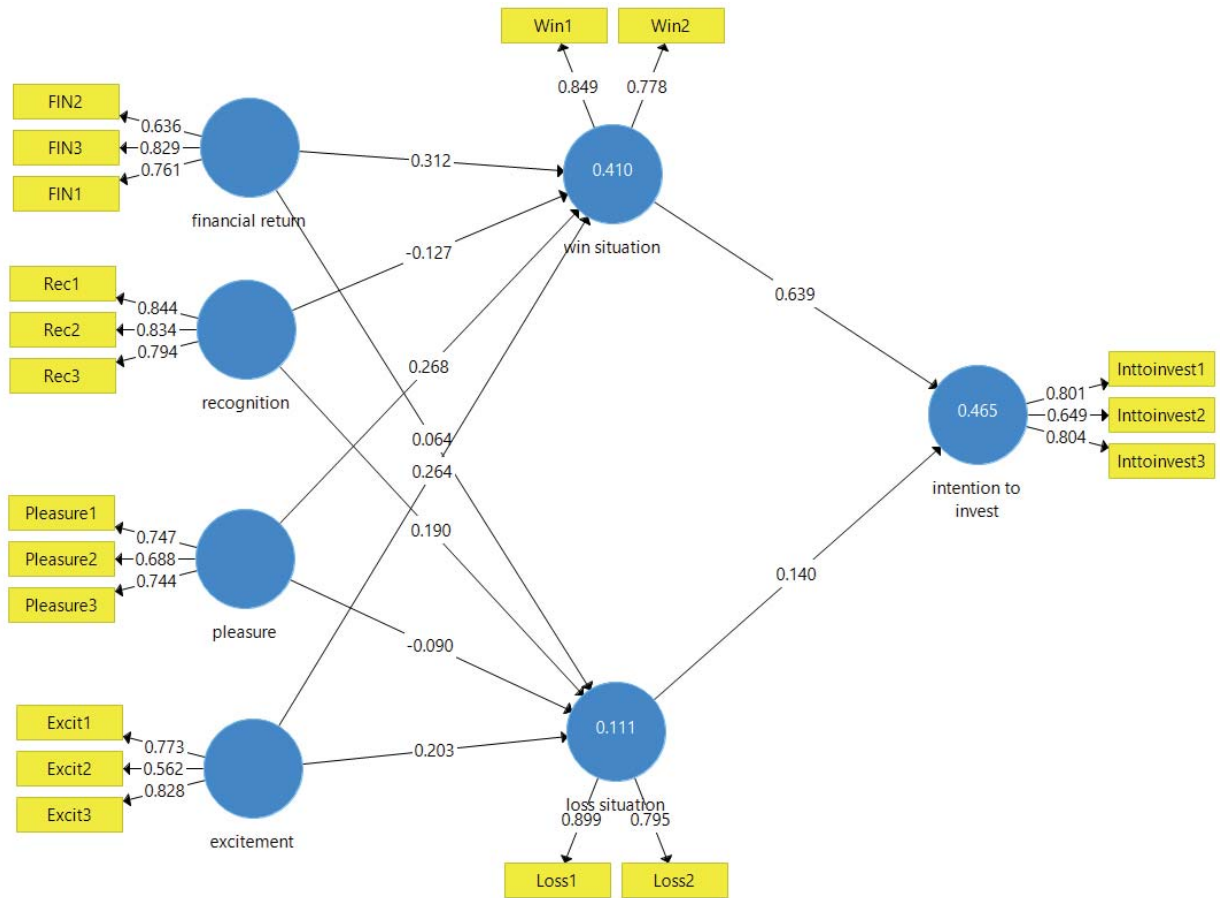 Win1
Win2
0.849
0.778
FIN2
FIN3
FIN1
0.636
0.829
0.761
financial return
0.312
0.410
win situation
-0.127
Rec1
Rec2
Rec3
0.844
0.834
0.794
recognition
0.639
0.268
0.064
0.264
0.190
Inttoinvest1
Inttoinvest2
Inttoinvest3
0.801
0.649
0.804
0.465
intention to
invest
Pleasure1
Pleasure2
Pleasure3
0.747
0.688
0.744
pleasure
-0.090
0.140
Excit1
Excit2
Excit3
0.773
0.562
0.828
excitement
0.203
0.111
loss situation
0.899
0.795
Loss1
Loss2